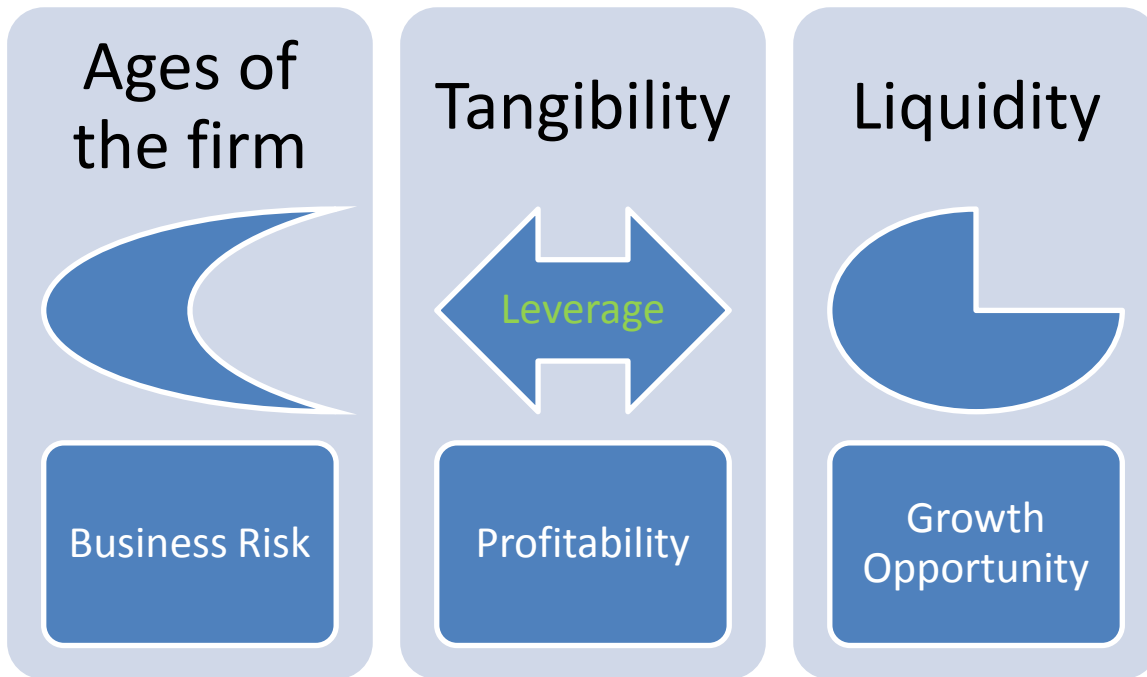 Ages of
the firm
Business Risk
Tangibility
Leverage
Profitability
Liquidity
Growth
Opportunity